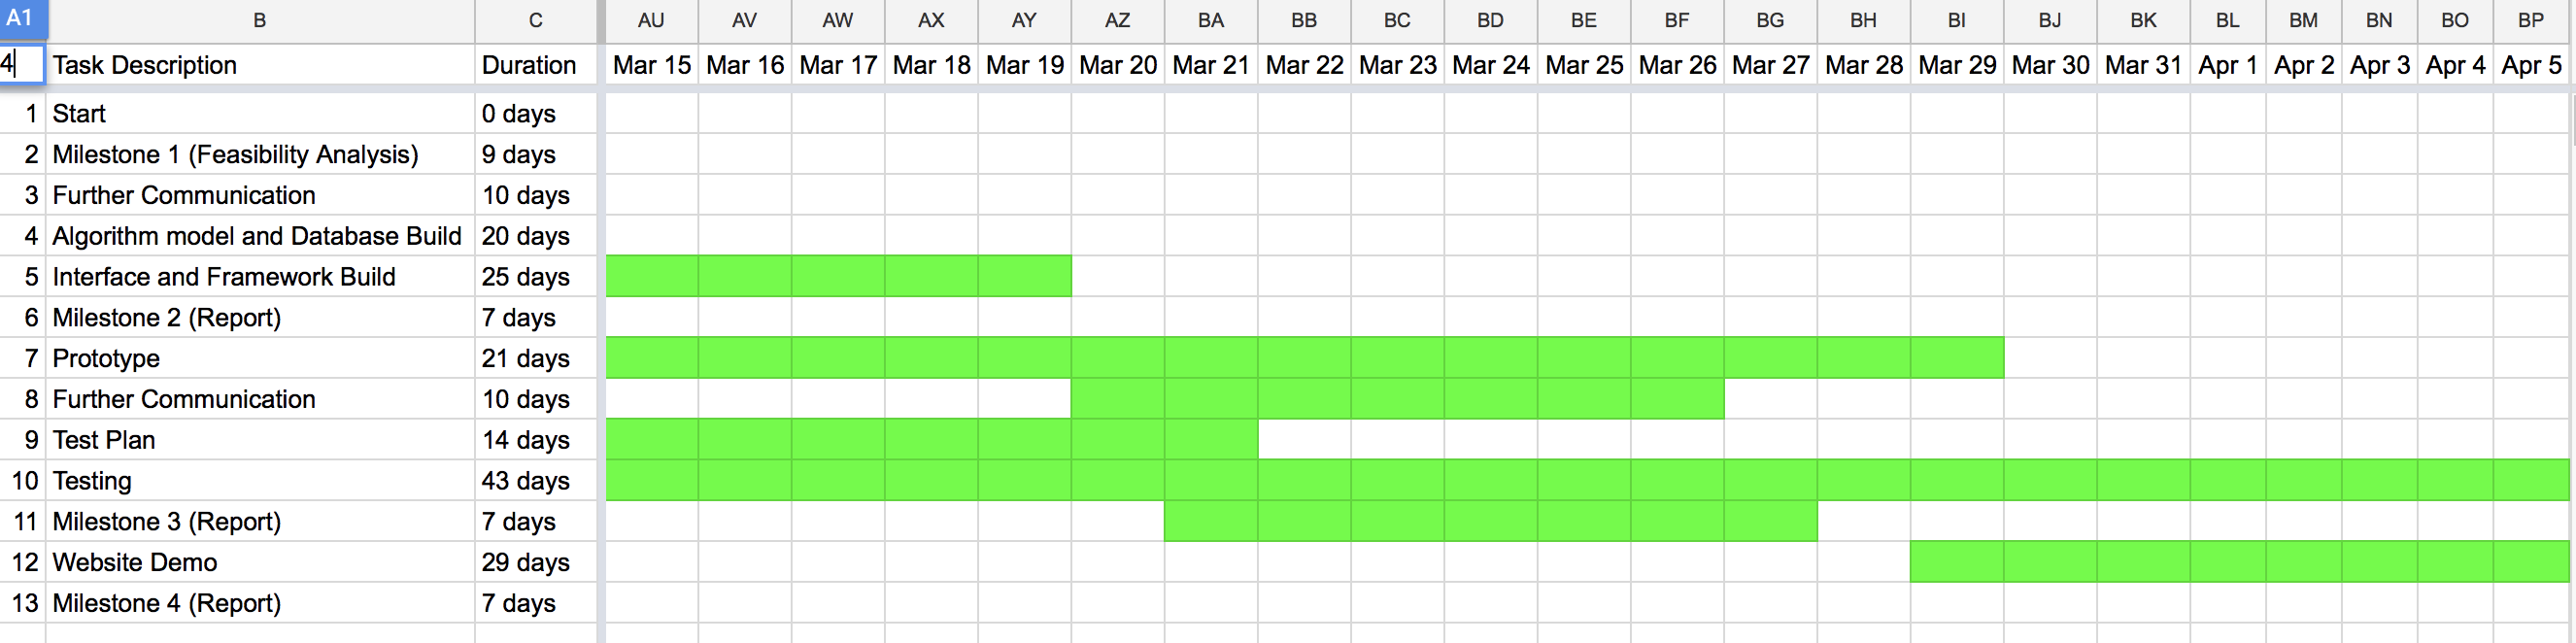 A1 B C AU AV AW AX AY AZ BA BB BC BD BE BF BG BH BI BJ BK BL BM BN BO BP
4 Task Description Duration Mar 15 Mar 16 Mar 17 Mar 18 Mar 19 Mar 20 Mar 21 Mar 22 Mar 23 Mar 24 Mar 25 Mar 26 Mar 27 Mar 28 Mar 29 Mar 30 Mar 31 Apr 1 Apr 2 Apr 3 Apr 4 Apr 5
1 Start 0 days
2 Milestone 1 (Feasibility Analysis) 9 days
3 Further Communication 10 days
4 Algorithm model and Database Build 20 days
5 Interface and Framework Build 25 days
6 Milestone 2 (Report) 7 days
7 Prototype 21 days
8 Further Communication 10 days
9 Test Plan 14 days
10 Testing 43 days
11 Milestone 3 (Report) 7 days
12 Website Demo 29 days
13 Milestone 4 (Report) 7 days